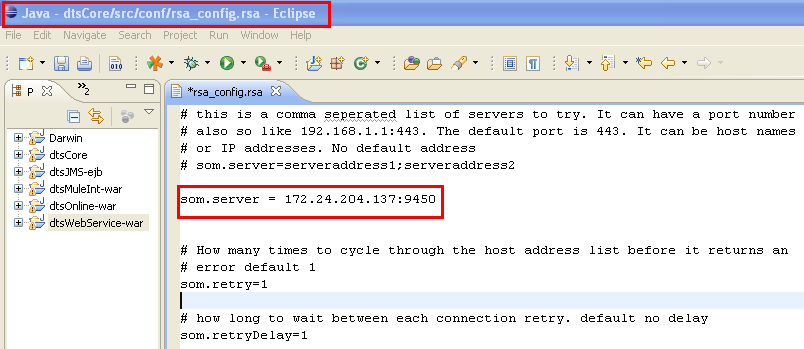 Java - dtsCore/src/conf/rsa_config.rsa - Eclipse
File Edit Navigate Search Project Run Window Help
P
»2
*rsa_config.rsa
Darwin
dtsCore
dtsJMS-ejb
dtsMuleInt-war
dtsOnline-war
dtsWebService-war
# this is a comma seperated list of servers to try. It can have a port number
# also so like 192.168.1.1:443. The default port is 443. It can be host names
# or IP addresses. No default address
# som.server=serveraddress1;serveraddress2
som.server = 172.24.204.137:9450
# How many times to cycle through the host address list before it returns an
# error default 1
som.retry=1
# how long to wait between each connection retry. default no delay
som.retryDelay=1